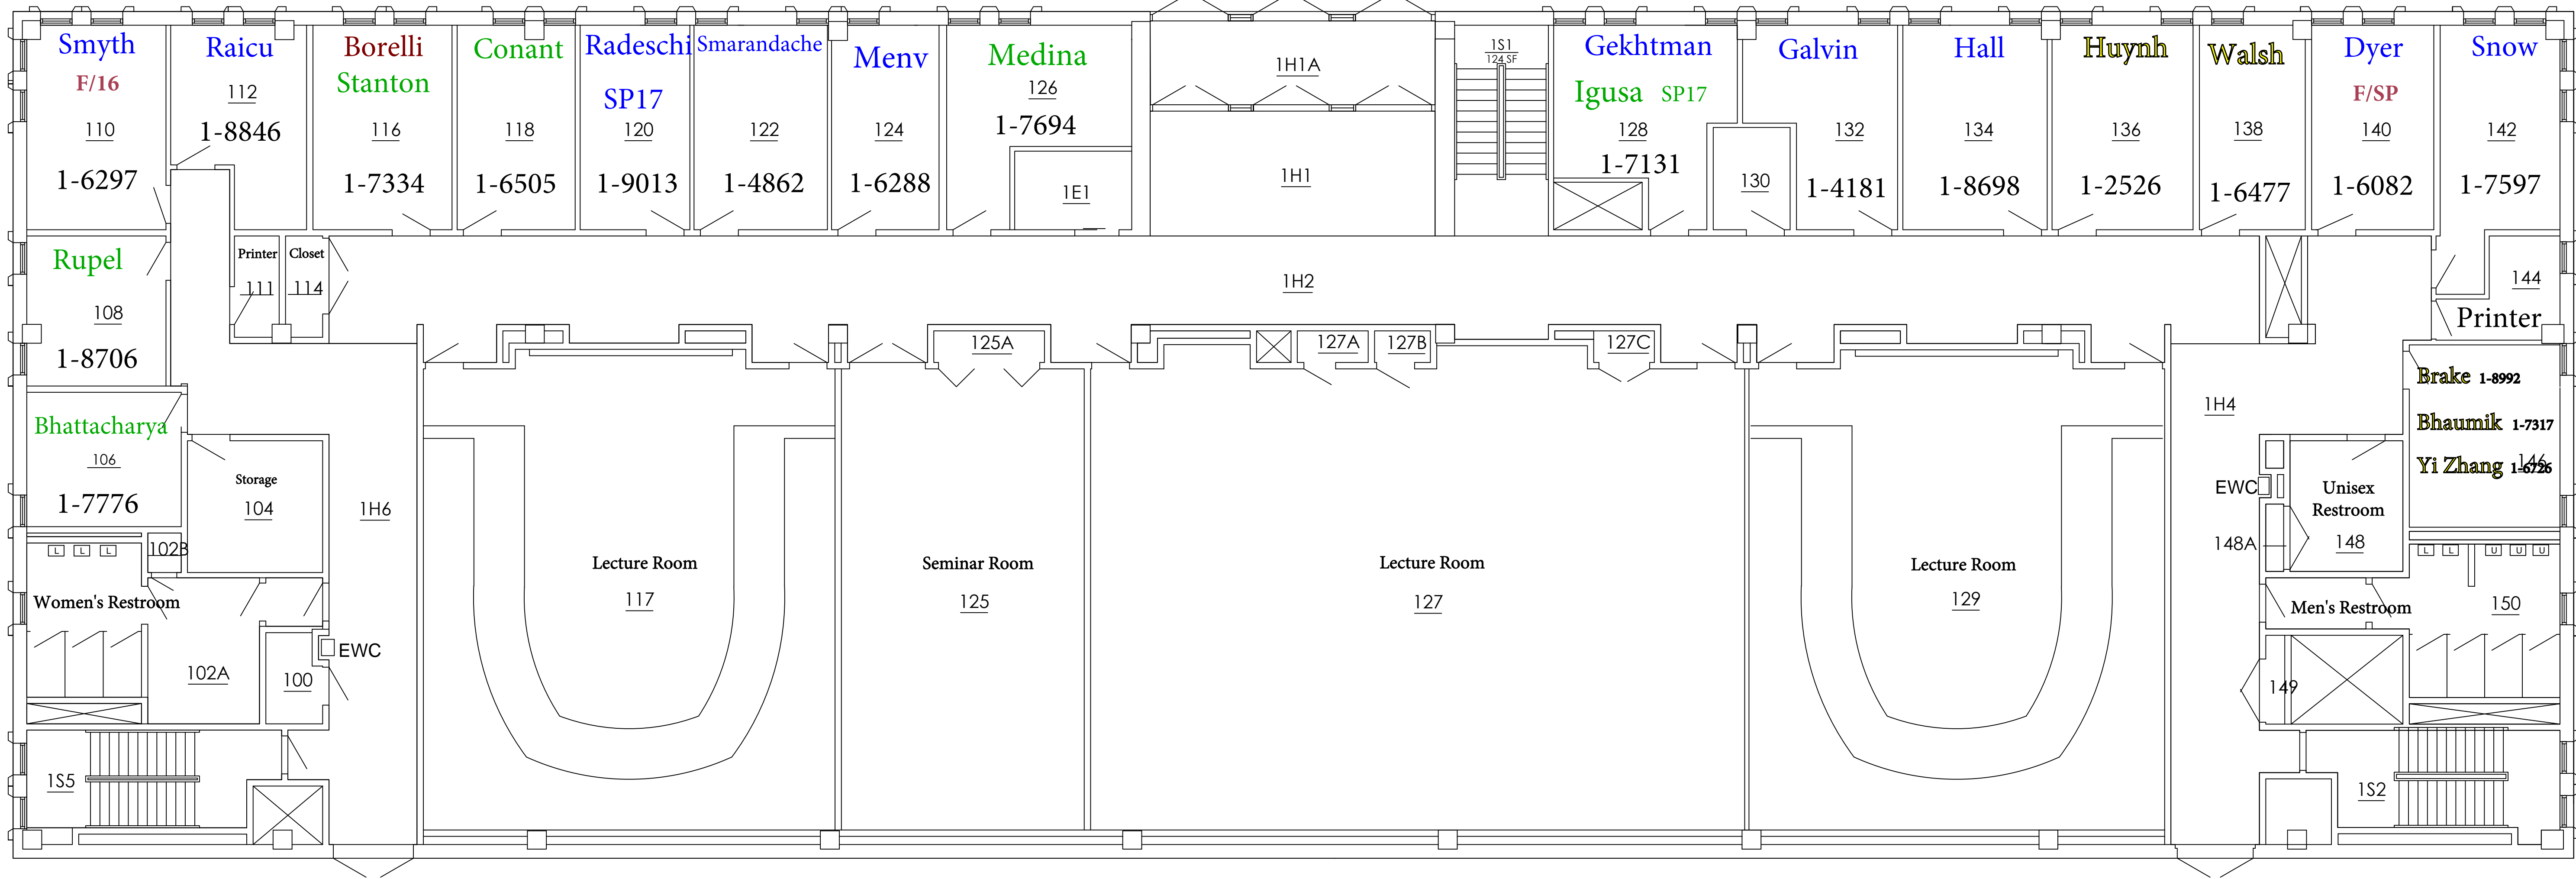 Smyth
F/16
110
1-6297
Raicu
112
1-8846
Borelli
Stanton
116
1-7334
Conant
118
1-6505
Radeschi
SP17
120
1-9013
Smarandache
122
1-4862
Menv
124
1-6288
Medina
126
1-7694
1E1
1H1A
1H1
1S1
124 SF
Gekhtman
Igusa SP17
128
1-7131
130
Galvin
132
1-4181
Hall
134
1-8698
Huynh
136
1-2526
Walsh
138
1-6477
Dyer
F/SP
140
1-6082
Snow
142
1-7597
Rupel
108
1-8706
Printer
111
Closet
114
1H2
144
Printer
125A
127A
127B
127C
Bhattacharya
106
1-7776
Storage
104
1H6
1H4
Brake 1-8992
Bhaumik 1-7317
Yi Zhang 1-6726
146
EWC
Unisex
Restroom
148
148A
L L L
102B
Women's Restroom
102A
100
EWC
Lecture Room
117
Seminar Room
125
Lecture Room
127
Lecture Room
129
L L U U U
Men's Restroom
150
149
1S5
1S2